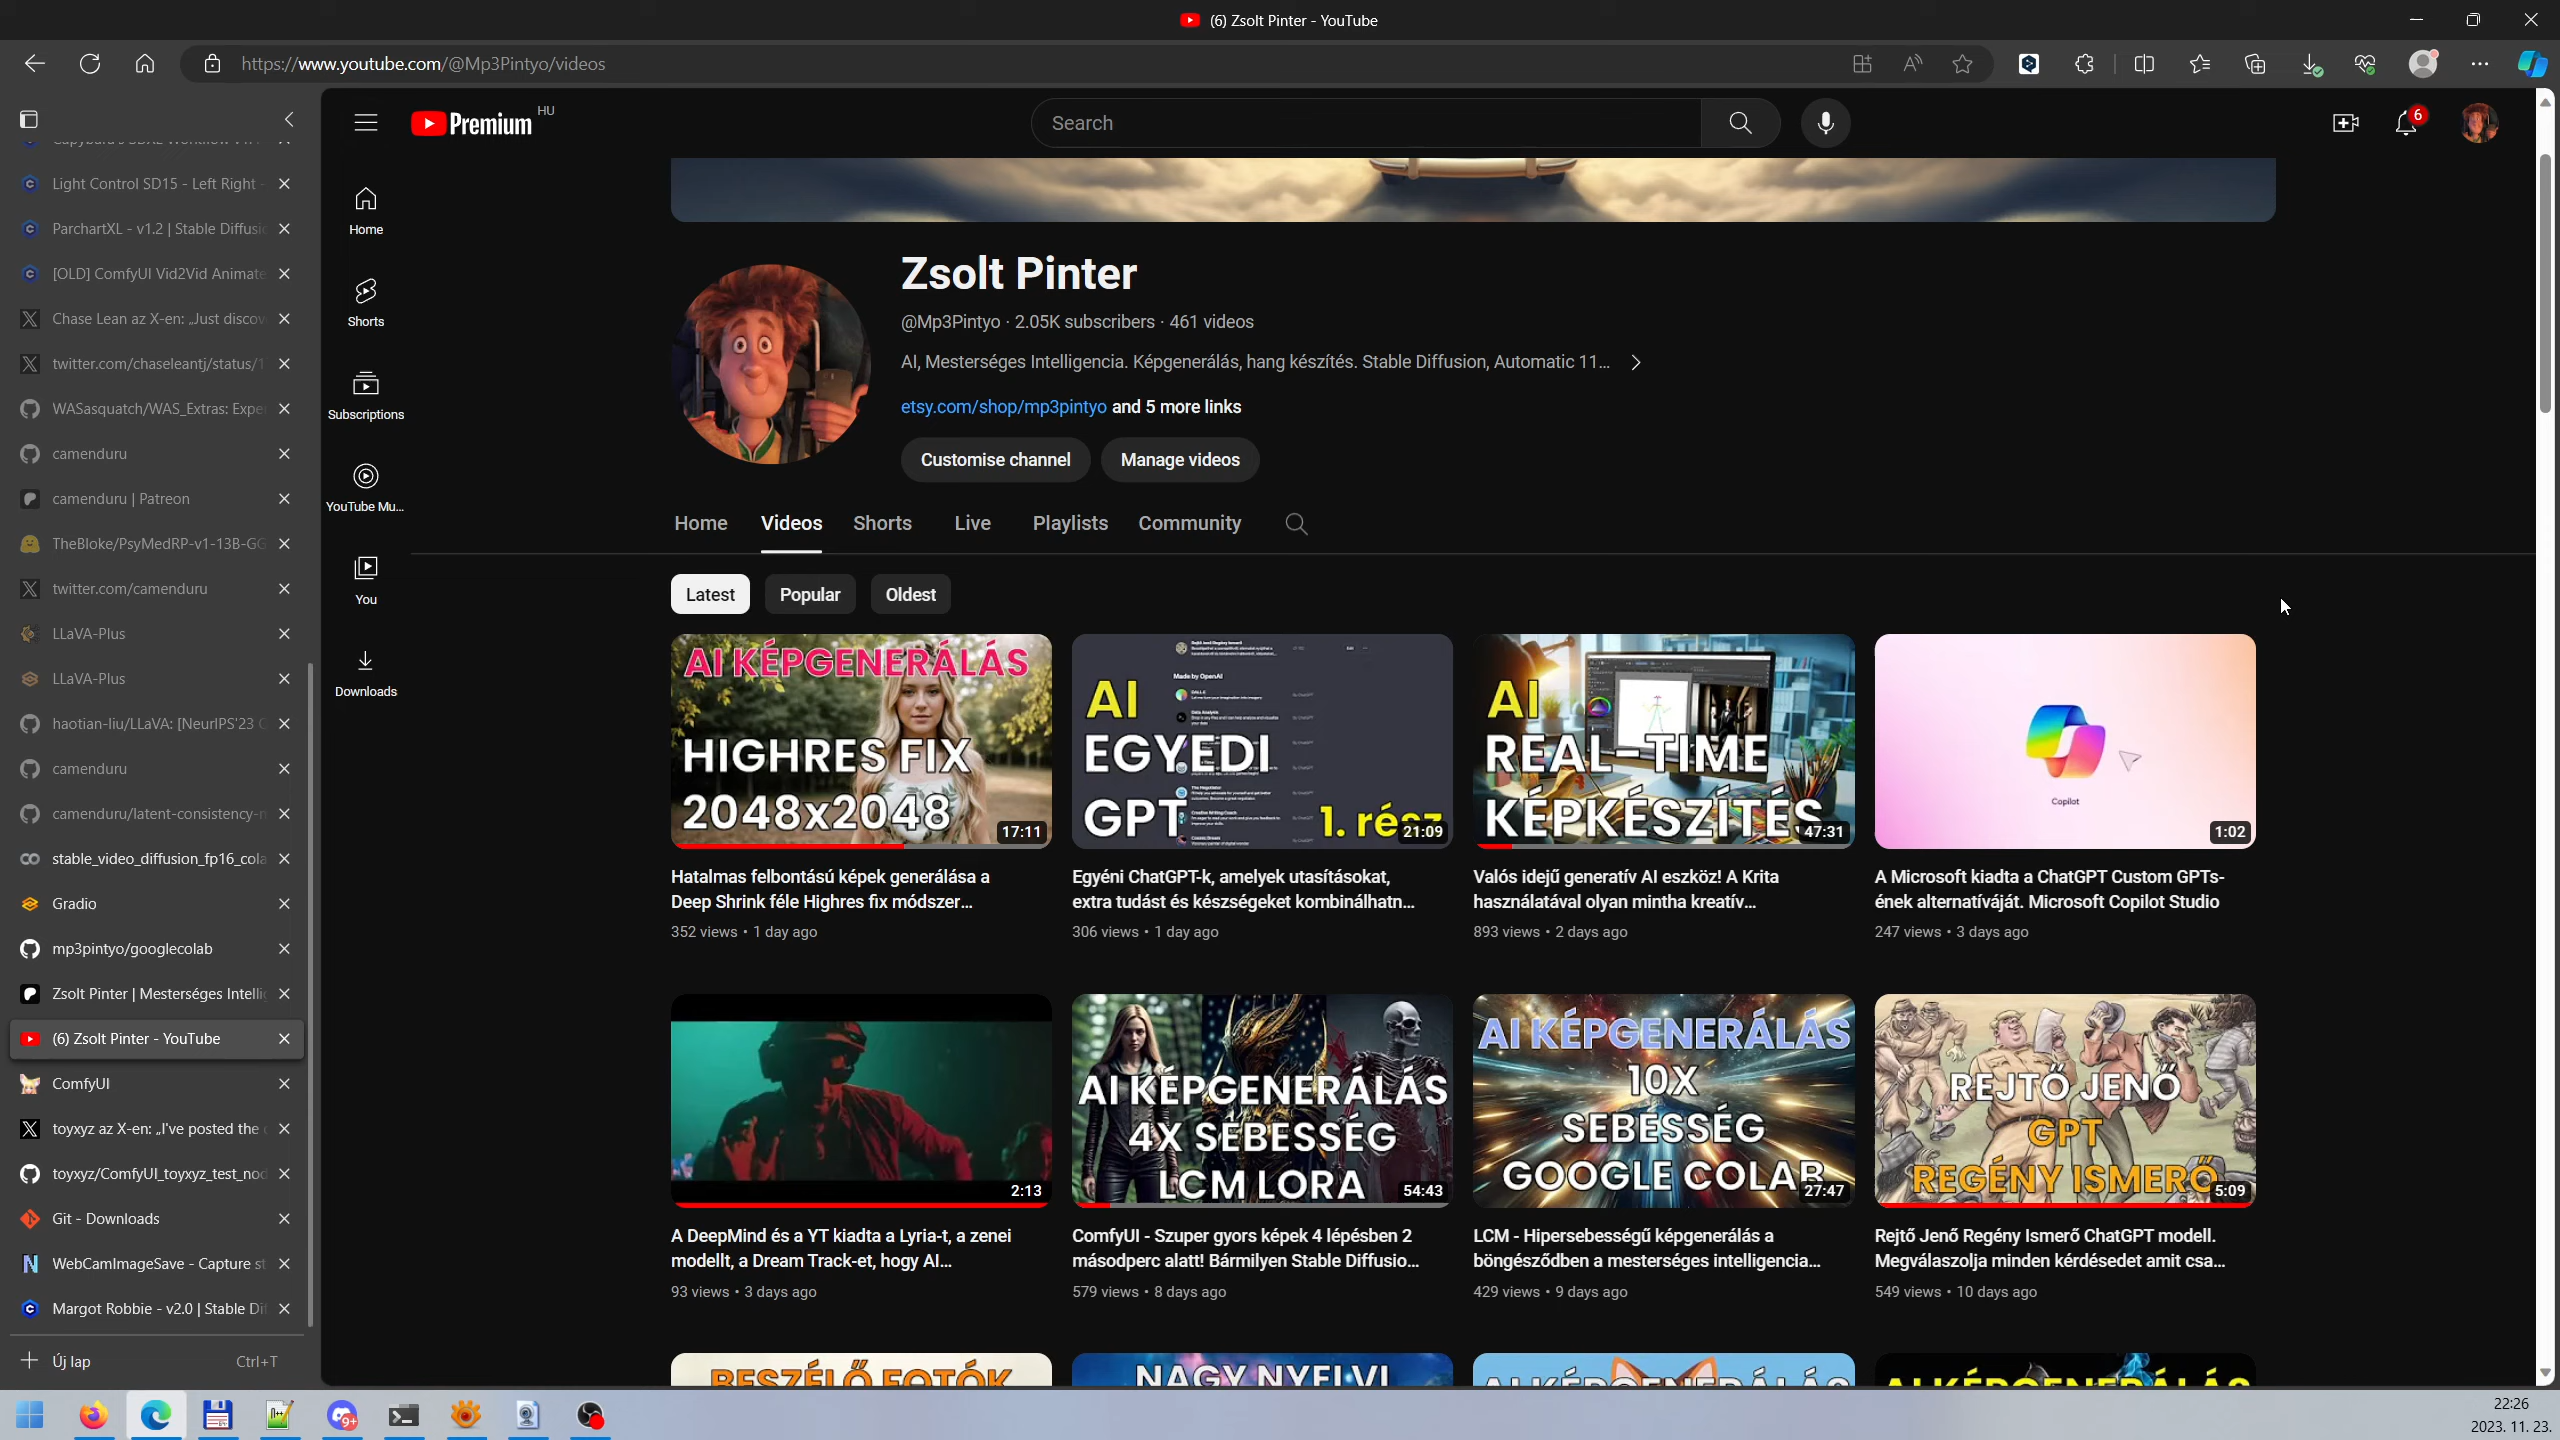 (6) Zsolt Pinter - YouTube
https://www.youtube.com/@Mp3Pintyo/videos
Light Control SD15 - Left Right -
ParchartXL - v1.2 | Stable Diffusi
[OLD] ComfyUI Vid2Vid Animate
Chase Lean az X-en: „Just discov
twitter.com/chaseleantj/status/1
WASasquatch/WAS_Extras: Expe
camenduru
camenduru | Patreon
TheBloke/PsyMedRP-v1-13B-GG
twitter.com/camenduru
LLaVA-Plus
LLaVA-Plus
haotian-liu/LLaVA: [NeurIPS'23 O
camenduru
camenduru/latent-consistency-m
stable_video_diffusion_fp16_cola
Gradio
mp3pintyo/googlecolab
Zsolt Pinter | Mesterséges Intelli
(6) Zsolt Pinter - YouTube
ComfyUI
toyxyz az X-en: „I've posted the
toyxyz/ComfyUI_toyxyz_test_nod
Git - Downloads
WebCamImageSave - Capture st
Margot Robbie - v2.0 | Stable Dif
Új lap Ctrl+T
Premium HU
Search
6
Home
Shorts
Subscriptions
YouTube Mu...
You
Downloads
Zsolt Pinter
@Mp3Pintyo · 2.05K subscribers · 461 videos
AI, Mesterséges Intelligencia. Képgenerálás, hang készítés. Stable Diffusion, Automatic 11...
etsy.com/shop/mp3pintyo and 5 more links
Customise channel Manage videos
Home Videos Shorts Live Playlists Community
Latest Popular Oldest
AI KÉPGENERÁLÁS
HIGHRES FIX
2048x2048
17:11
Hatalmas felbontású képek generálása a
Deep Shrink féle Highres fix módszer...
352 views • 1 day ago
Made by OpenAI
AI
EGYEDI
GPT
1. rész
21:09
Egyéni ChatGPT-k, amelyek utasításokat,
extra tudást és készségeket kombinálhatn...
306 views • 1 day ago
AI
REAL-TIME
KÉPKÉSZÍTÉS
47:31
Valós idejű generatív AI eszköz! A Krita
használatával olyan mintha kreatív...
893 views • 2 days ago
Copilot
1:02
A Microsoft kiadta a ChatGPT Custom GPTs-
ének alternatíváját. Microsoft Copilot Studio
247 views • 3 days ago
2:13
A DeepMind és a YT kiadta a Lyria-t, a zenei
modellt, a Dream Track-et, hogy AI...
93 views • 3 days ago
AI KÉPGENERÁLÁS
4X SEBESSÉG
LCM LORA
54:43
ComfyUI - Szuper gyors képek 4 lépésben 2
másodperc alatt! Bármilyen Stable Diffusio...
579 views • 8 days ago
AI KÉPGENERÁLÁS
10X
SEBESSÉG
GOOGLE COLAB
27:47
LCM - Hipersebességű képgenerálás a
böngésződben a mesterséges intelligencia...
429 views • 9 days ago
REJTŐ JENŐ
GPT
REGÉNY ISMERŐ
5:09
Rejtő Jenő Regény Ismerő ChatGPT modell.
Megválaszolja minden kérdésedet amit csa...
549 views • 10 days ago
BESZÉLŐ FOTÓK
NAGY NYELVI
AI KÉPGENERÁLÁS
AI KÉPGENERÁLÁS
9+
22:26
2023. 11. 23.